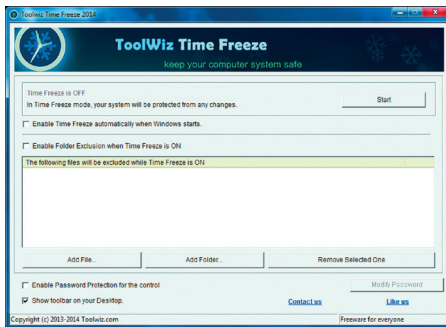 Toolwiz Time Freeze 2014
ToolWiz Time Freeze
keep your computer system safe
Time Freeze is OFF
In Time Freeze mode, your system will be protected from any changes.
Start
Enable Time Freeze automatically when Windows starts.
Enable Folder Exclusion when Time Freeze is ON
The following files will be excluded while Time Freeze is ON
Add File...
Add Folder...
Remove Selected One
Enable Password Protection for the control
Modify Password
Show toolbar on your Desktop.
Contact us
Like us
Copyright (c) 2013-2014 Toolwiz.com
Freeware for everyone